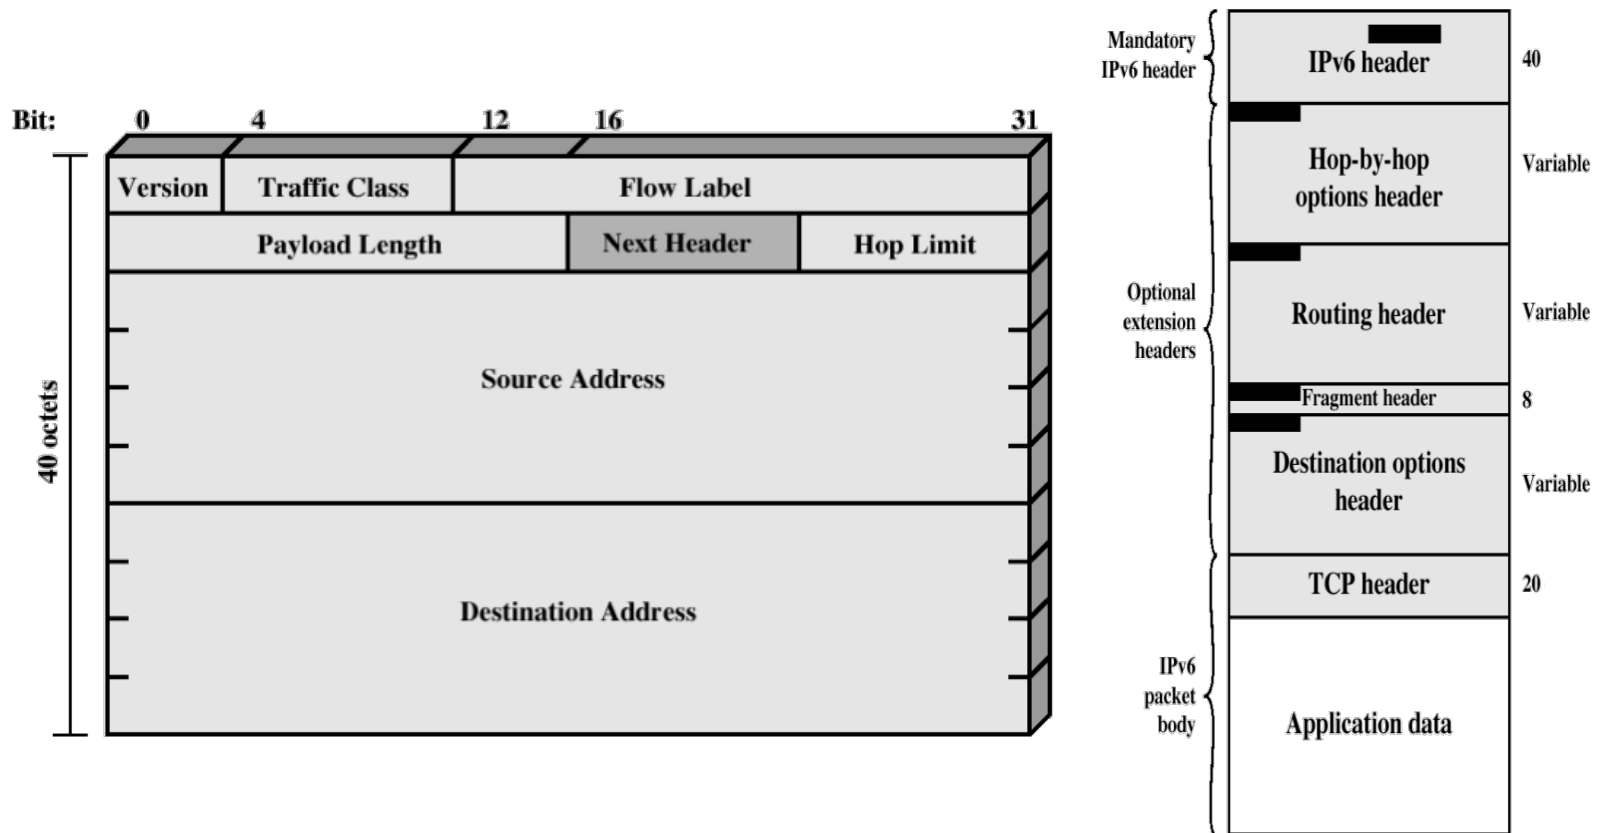 Bit: 0 4 12 16 31
Version Traffic Class Flow Label
Payload Length Next Header Hop Limit
Source Address
Destination Address
40 octets
Mandatory
IPv6 header
IPv6 header 40
Hop-by-hop
options header
Variable
Optional
extension
headers
Routing header Variable
Fragment header 8
Destination options
header
Variable
TCP header 20
IPv6
packet
body
Application data